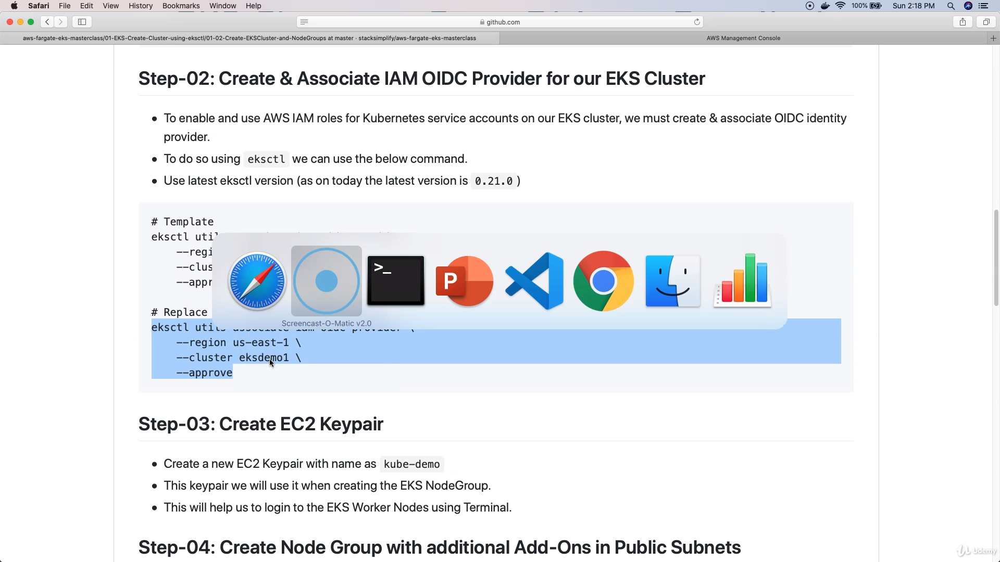 Safari File Edit View History Bookmarks Window Help 100% Sun 2:18 PM
github.com
aws-fargate-eks-masterclass/01-EKS-Create-Cluster-using-eksctl/01-02-Create-EKSCluster-and-NodeGroups at master · stacksimplify/aws-fargate-eks-masterclass AWS Management Console
Step-02: Create & Associate IAM OIDC Provider for our EKS Cluster
• To enable and use AWS IAM roles for Kubernetes service accounts on our EKS cluster, we must create & associate OIDC identity
provider.
• To do so using eksctl we can use the below command.
• Use latest eksctl version (as on today the latest version is 0.21.0 )
# Template
eksctl util
--regi
--clus
--appr
# Replace
>_
P
Screencast-O-Matic v2.0
eksctl utils associate-iam-oidc-provider \
--region us-east-1 \
--cluster eksdemo1 \
--approve
Step-03: Create EC2 Keypair
• Create a new EC2 Keypair with name as kube-demo
• This keypair we will use it when creating the EKS NodeGroup.
• This will help us to login to the EKS Worker Nodes using Terminal.
Step-04: Create Node Group with additional Add-Ons in Public Subnets
Udemy